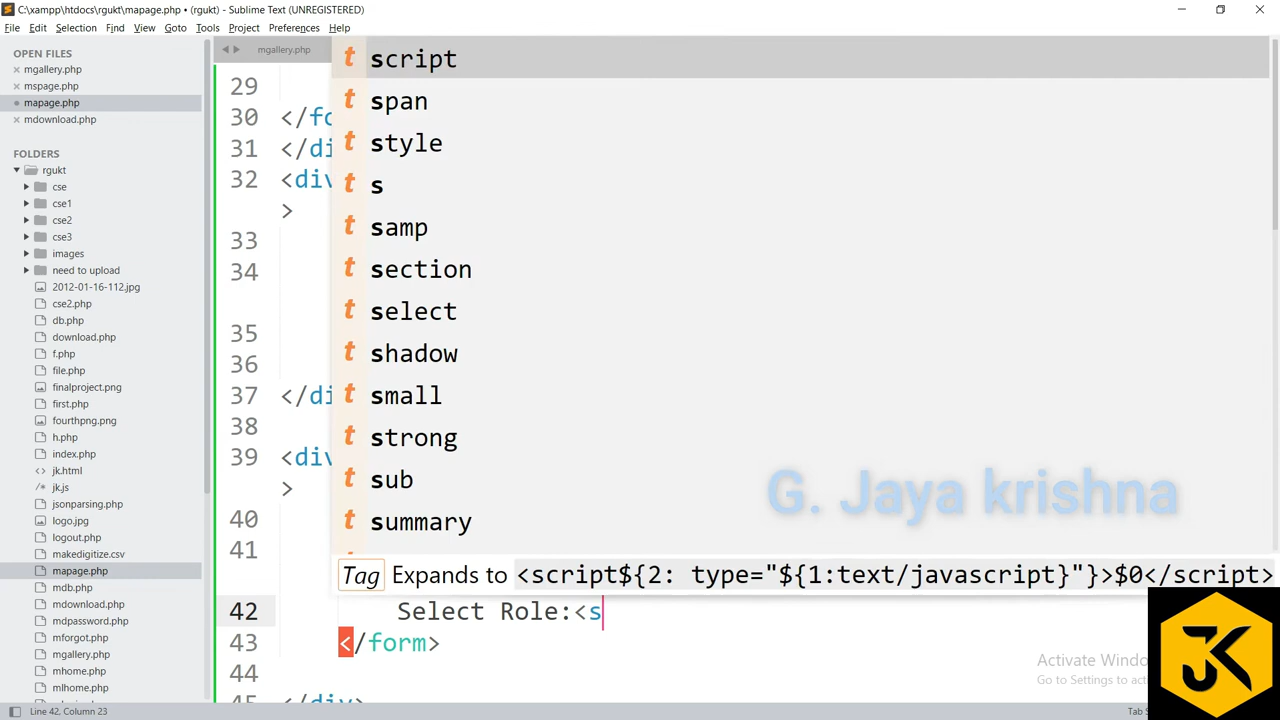 C:\xampp\htdocs\rgukt\mapage.php • (rgukt) - Sublime Text (UNREGISTERED)
File Edit Selection Find View Goto Tools Project Preferences Help
OPEN FILES
mgallery.php
mspage.php
mapage.php
mdownload.php
FOLDERS
rgukt
cse
cse1
cse2
cse3
images
need to upload
2012-01-16-112.jpg
cse2.php
db.php
download.php
f.php
file.php
finalproject.png
first.php
fourthpng.png
h.php
index.php
jk.html
jk.js
jsonparsing.php
logo.jpg
logout.php
makedigitize.csv
mapage.php
mdb.php
mdownload.php
mdpassword.php
mforgot.php
mgallery.php
mhome.php
mlhome.php
mgallery.php
29
30 </fo
31 </di
32 <div
>
33
34
35
36
37 </di
38
39 <div
>
40
41
42 Select Role:<s
43 </form>
44
45 </div>
t script
t span
t style
t s
t samp
t section
t select
t shadow
t small
t strong
t sub
t summary
Tag Expands to <script${2: type="${1:text/javascript}"}>$0</script>
G. Jaya krishna
Activate Windo
Go to Settings to acti
JK
Line 42, Column 23
Tab S